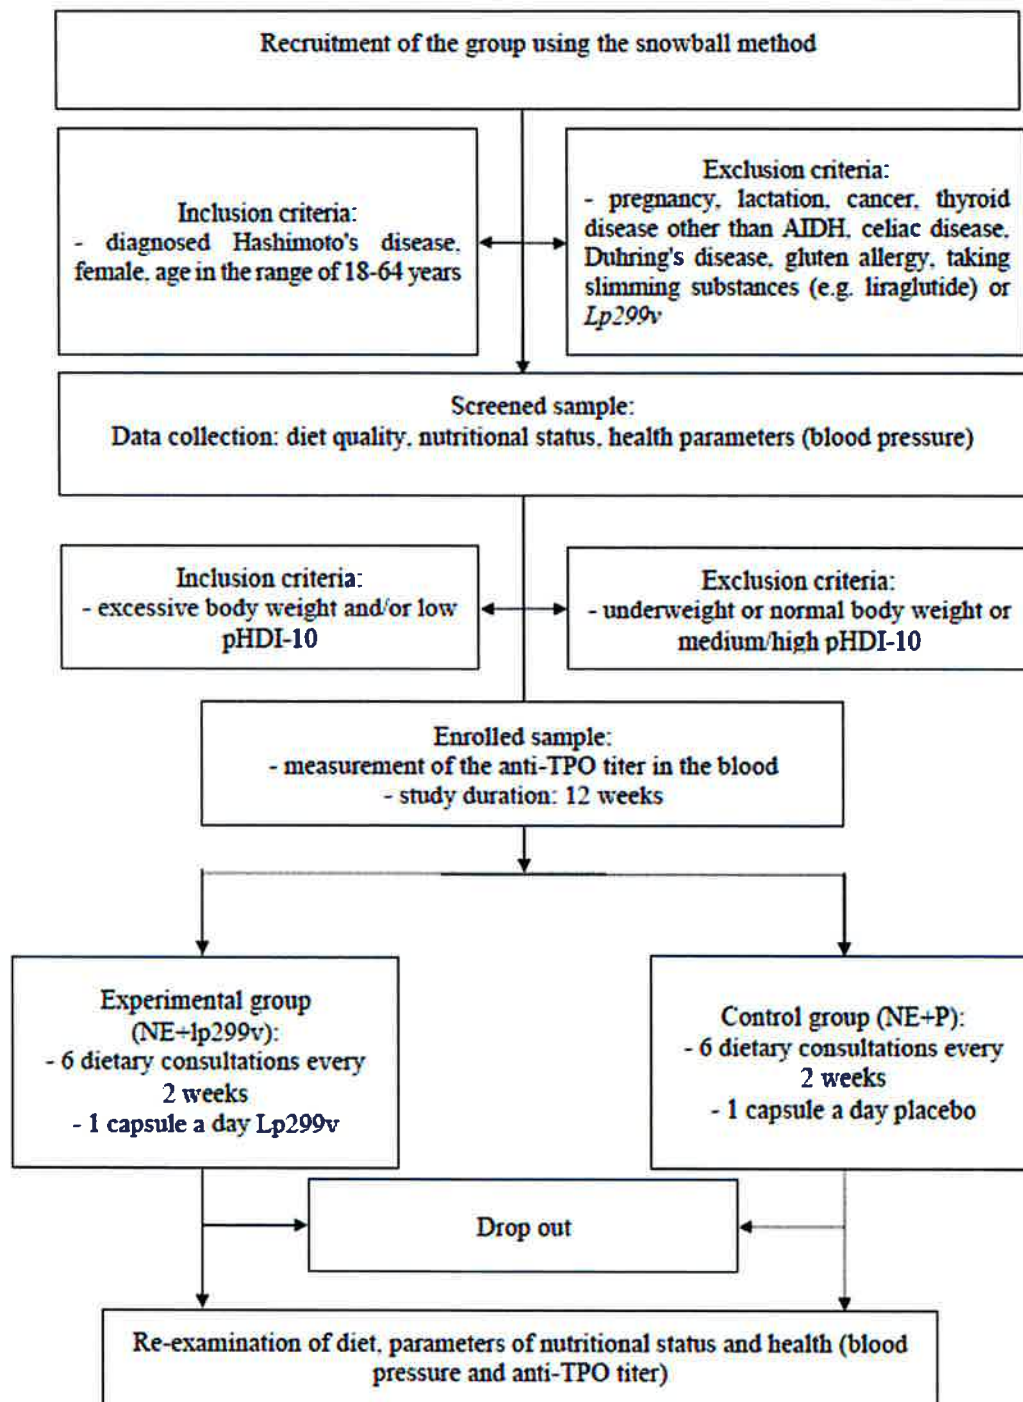 Recruitment of the group using the snowball method
Inclusion criteria:
- diagnosed Hashimoto's disease,
female, age in the range of 18-64 years
Exclusion criteria:
- pregnancy, lactation, cancer, thyroid
disease other than AIDH, celiac disease,
Duhring's disease, gluten allergy, taking
slimming substances (e.g. liraglutide) or
Lp299v
Screened sample:
Data collection: diet quality, nutritional status, health parameters (blood pressure)
Inclusion criteria:
- excessive body weight and/or low
pHDI-10
Exclusion criteria:
- underweight or normal body weight or
medium/high pHDI-10
Enrolled sample:
- measurement of the anti-TPO titer in the blood
- study duration: 12 weeks
Experimental group
(NE+lp299v):
- 6 dietary consultations every
2 weeks
- 1 capsule a day Lp299v
Control group (NE+P):
- 6 dietary consultations every
2 weeks
- 1 capsule a day placebo
Drop out
Re-examination of diet, parameters of nutritional status and health (blood
pressure and anti-TPO titer)